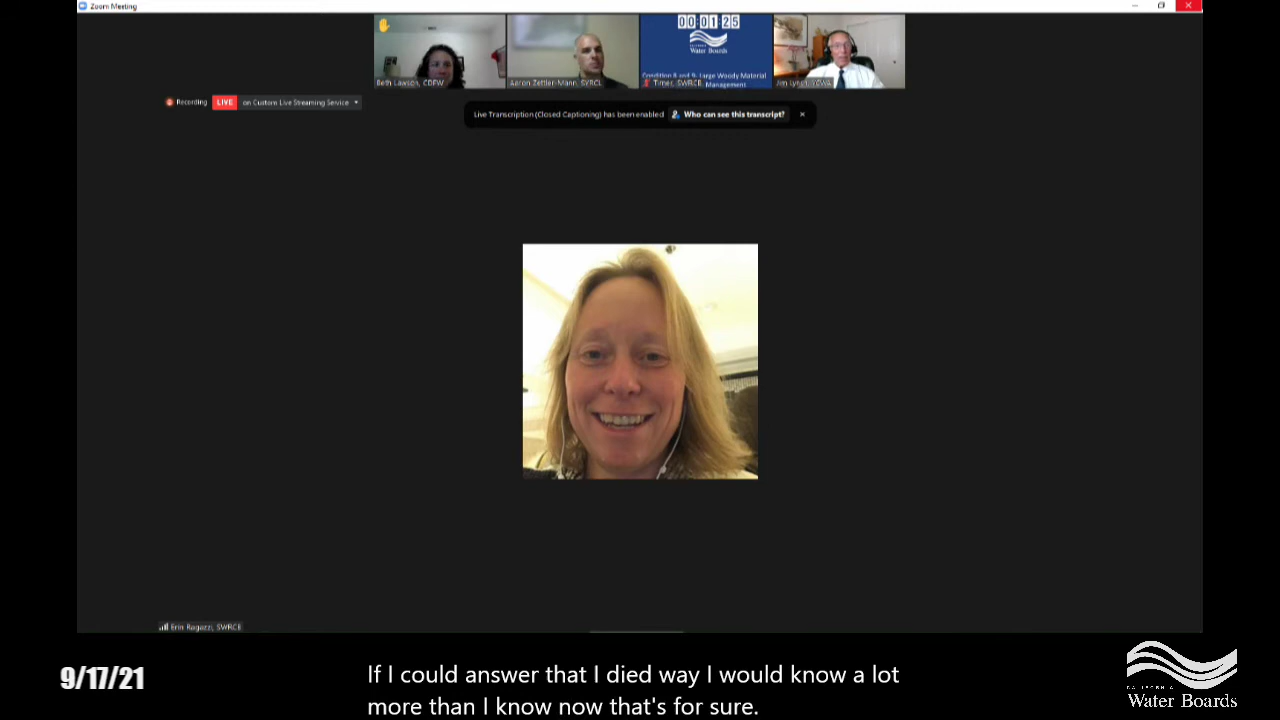 Zoom Meeting
00:01:25
Water Boards
Condition 8 and 9: Large Woody Material
Management
Beth Lawson, CDFW
Aaron Zettler-Mann, SYRCL
Timer, SWRCB
Jim Lynch, YCWA
Recording
LIVE
on Custom Live Streaming Service
Live Transcription (Closed Captioning) has been enabled
Who can see this transcript?
Erin Ragazzi, SWRCB
9/17/21
If I could answer that I died way I would know a lot
more than I know now that's for sure.
CALIFORNIA
Water Boards